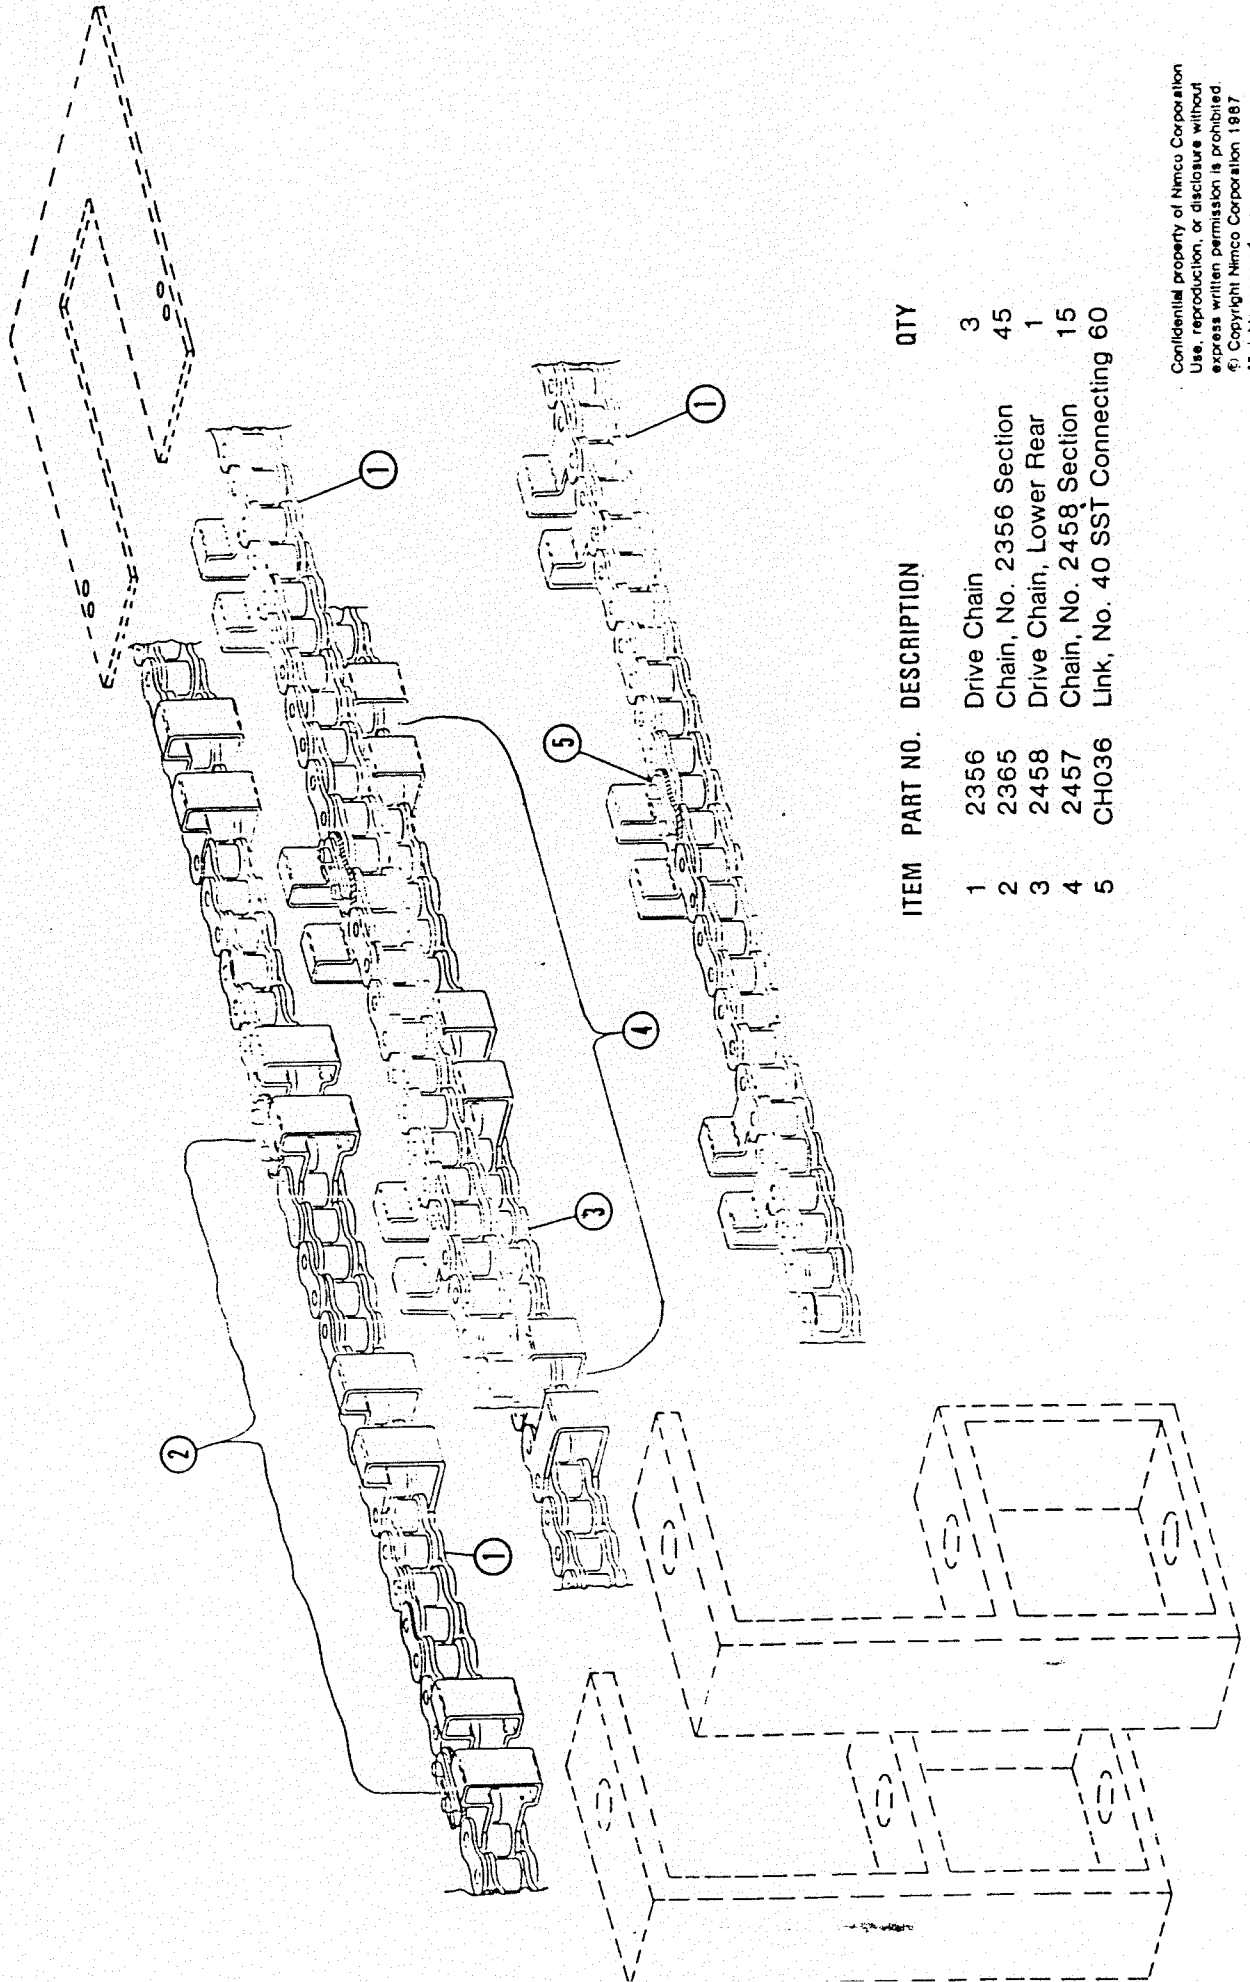 ITEM PART NO. DESCRIPTION QTY
1 2356 Drive Chain 3
2 2365 Chain, No. 2356 Section 45
3 2458 Drive Chain, Lower Rear 1
4 2457 Chain, No. 2458 Section 15
5 CH036 Link, No. 40 SST Connecting 60
1
1
5
4
3
2
1
Confidential property of Nimco Corporation
Use, reproduction, or disclosure without
express written permission is prohibited.
© Copyright Nimco Corporation 1987